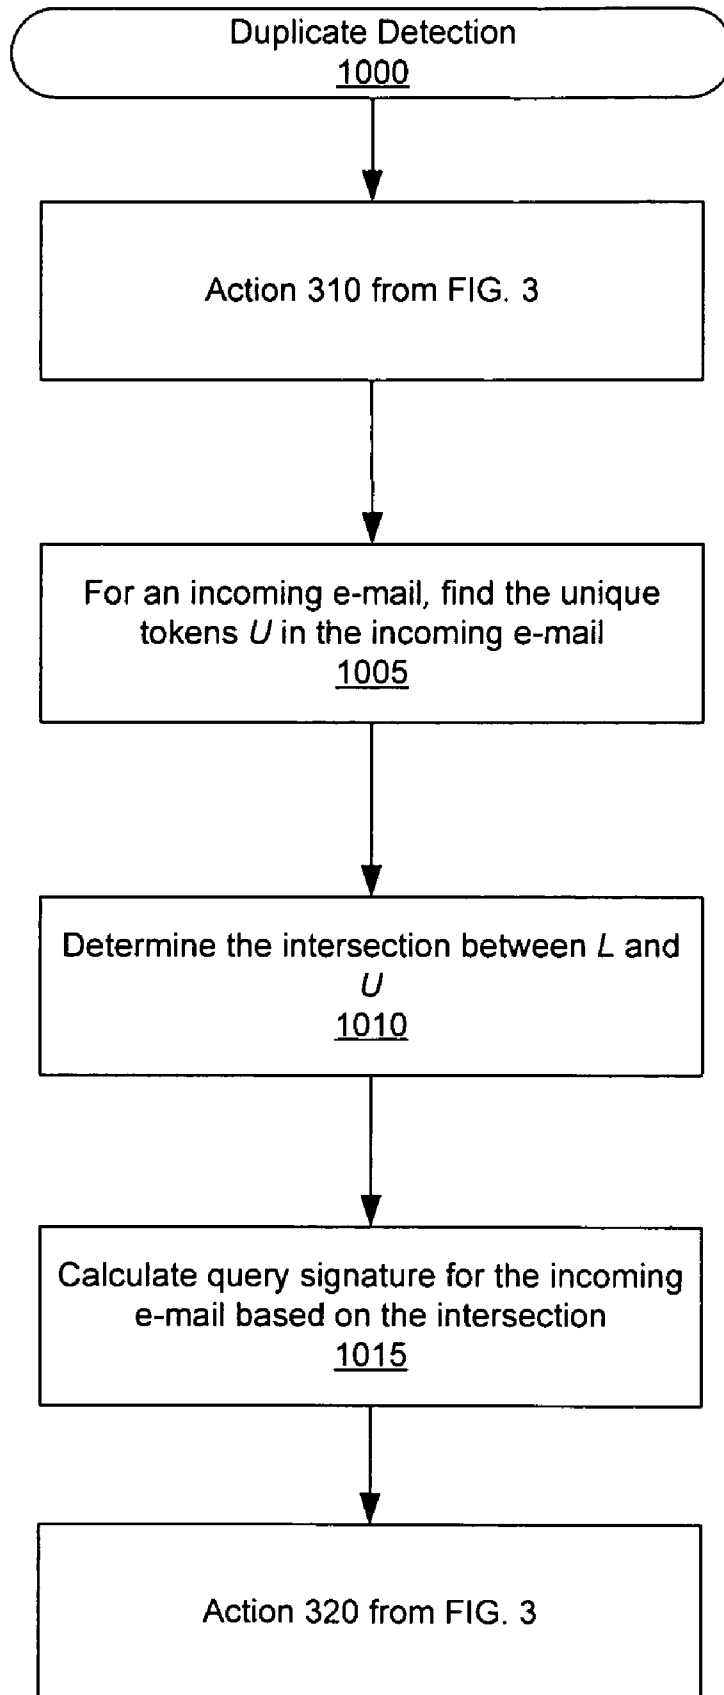 Duplicate Detection
1000
Action 310 from FIG. 3
For an incoming e-mail, find the unique
tokens U in the incoming e-mail
1005
Determine the intersection between L and
U
1010
Calculate query signature for the incoming
e-mail based on the intersection
1015
Action 320 from FIG. 3